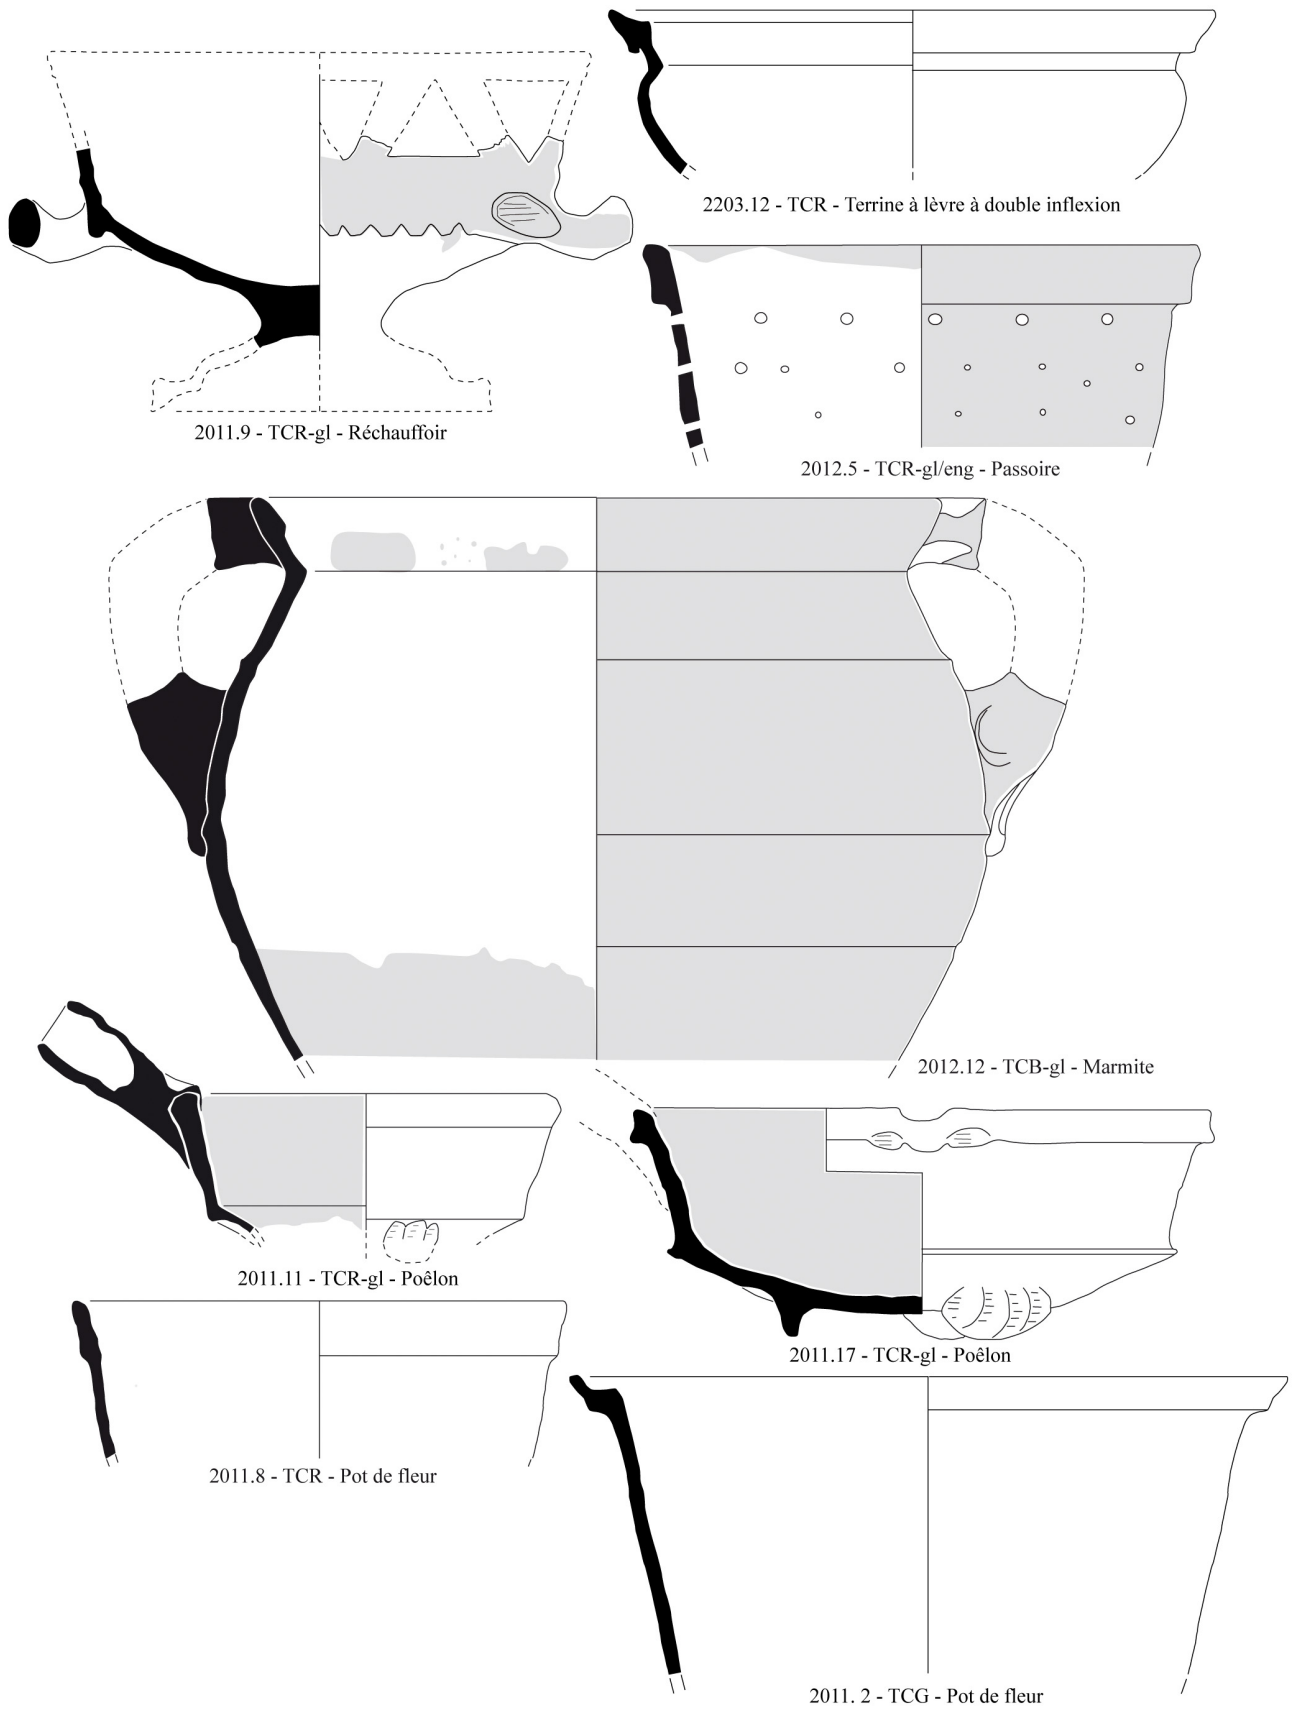 2203.12 - TCR - Terrine à lèvre à double inflexion
2011.9 - TCR-gl - Réchauffoir
2012.5 - TCR-gl/eng - Passoire
2012.12 - TCB-gl - Marmite
2011.11 - TCR-gl - Poêlon
2011.17 - TCR-gl - Poêlon
2011.8 - TCR - Pot de fleur
2011. 2 - TCG - Pot de fleur